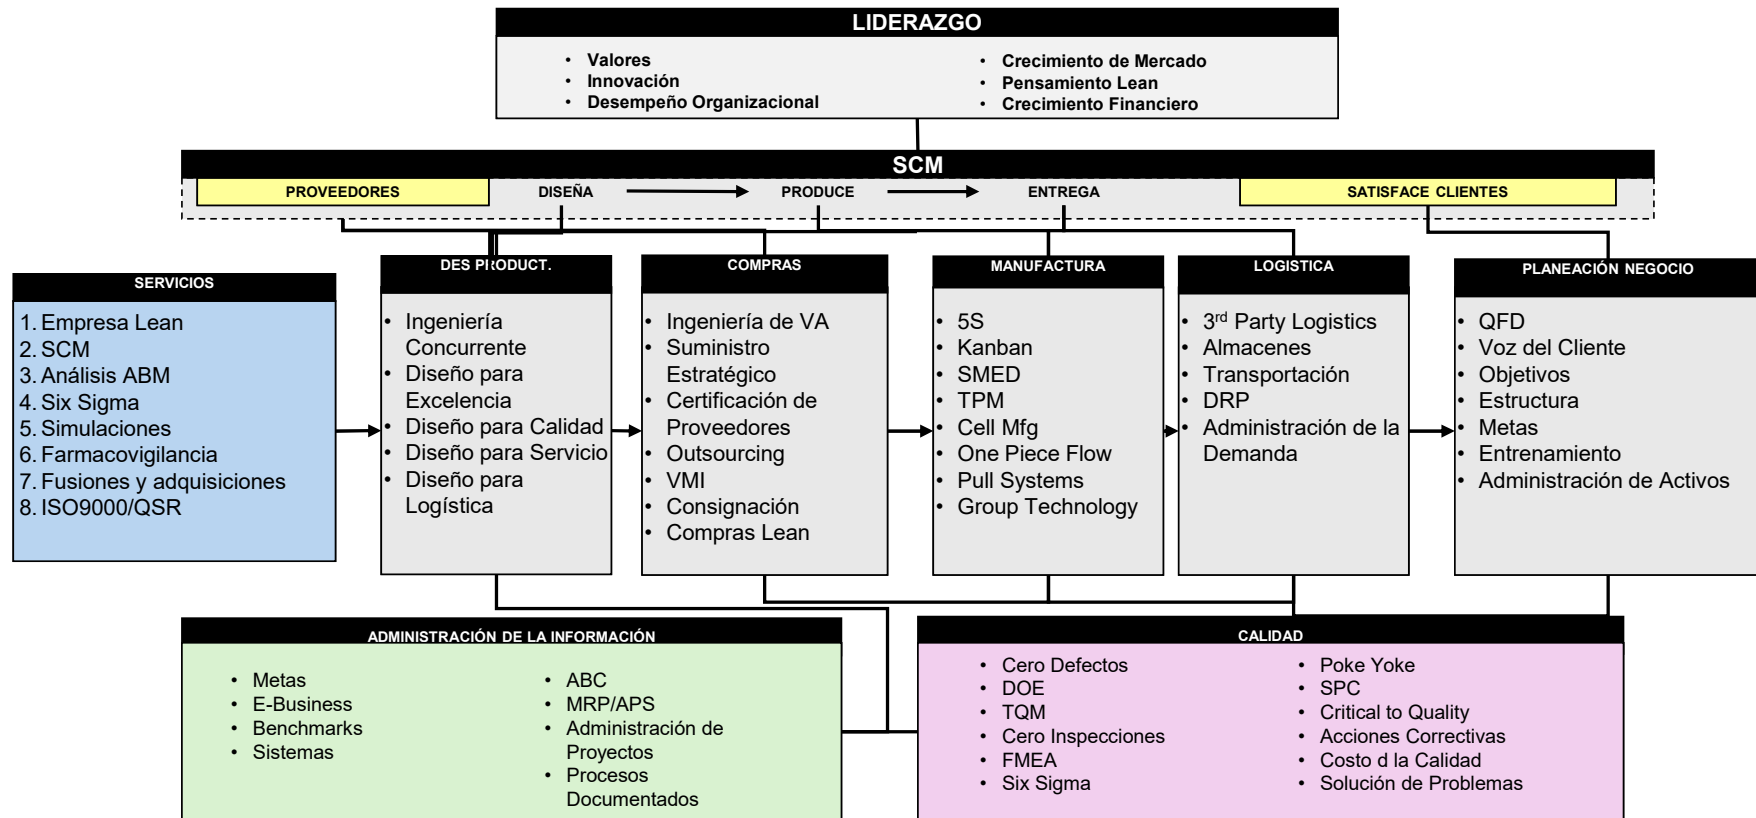 LIDERAZGO
• Valores
• Innovación
• Desempeño Organizacional
• Crecimiento de Mercado
• Pensamiento Lean
• Crecimiento Financiero
SCM
PROVEEDORES
DISEÑA
PRODUCE
ENTREGA
SATISFACE CLIENTES
SERVICIOS
1. Empresa Lean
2. SCM
3. Análisis ABM
4. Six Sigma
5. Simulaciones
6. Farmacovigilancia
7. Fusiones y adquisiciones
8. ISO9000/QSR
DES PRODUCT.
• Ingeniería
Concurrente
• Diseño para
Excelencia
• Diseño para Calidad
• Diseño para Servicio
• Diseño para
Logística
COMPRAS
• Ingeniería de VA
• Suministro
Estratégico
• Certificación de
Proveedores
• Outsourcing
• VMI
• Consignación
• Compras Lean
MANUFACTURA
• 5S
• Kanban
• SMED
• TPM
• Cell Mfg
• One Piece Flow
• Pull Systems
• Group Technology
LOGISTICA
• 3rd Party Logistics
• Almacenes
• Transportación
• DRP
• Administración de la
Demanda
PLANEACIÓN NEGOCIO
• QFD
• Voz del Cliente
• Objetivos
• Estructura
• Metas
• Entrenamiento
• Administración de Activos
ADMINISTRACIÓN DE LA INFORMACIÓN
• Metas
• E-Business
• Benchmarks
• Sistemas
• ABC
• MRP/APS
• Administración de
Proyectos
• Procesos
Documentados
CALIDAD
• Cero Defectos
• DOE
• TQM
• Cero Inspecciones
• FMEA
• Six Sigma
• Poke Yoke
• SPC
• Critical to Quality
• Acciones Correctivas
• Costo d la Calidad
• Solución de Problemas